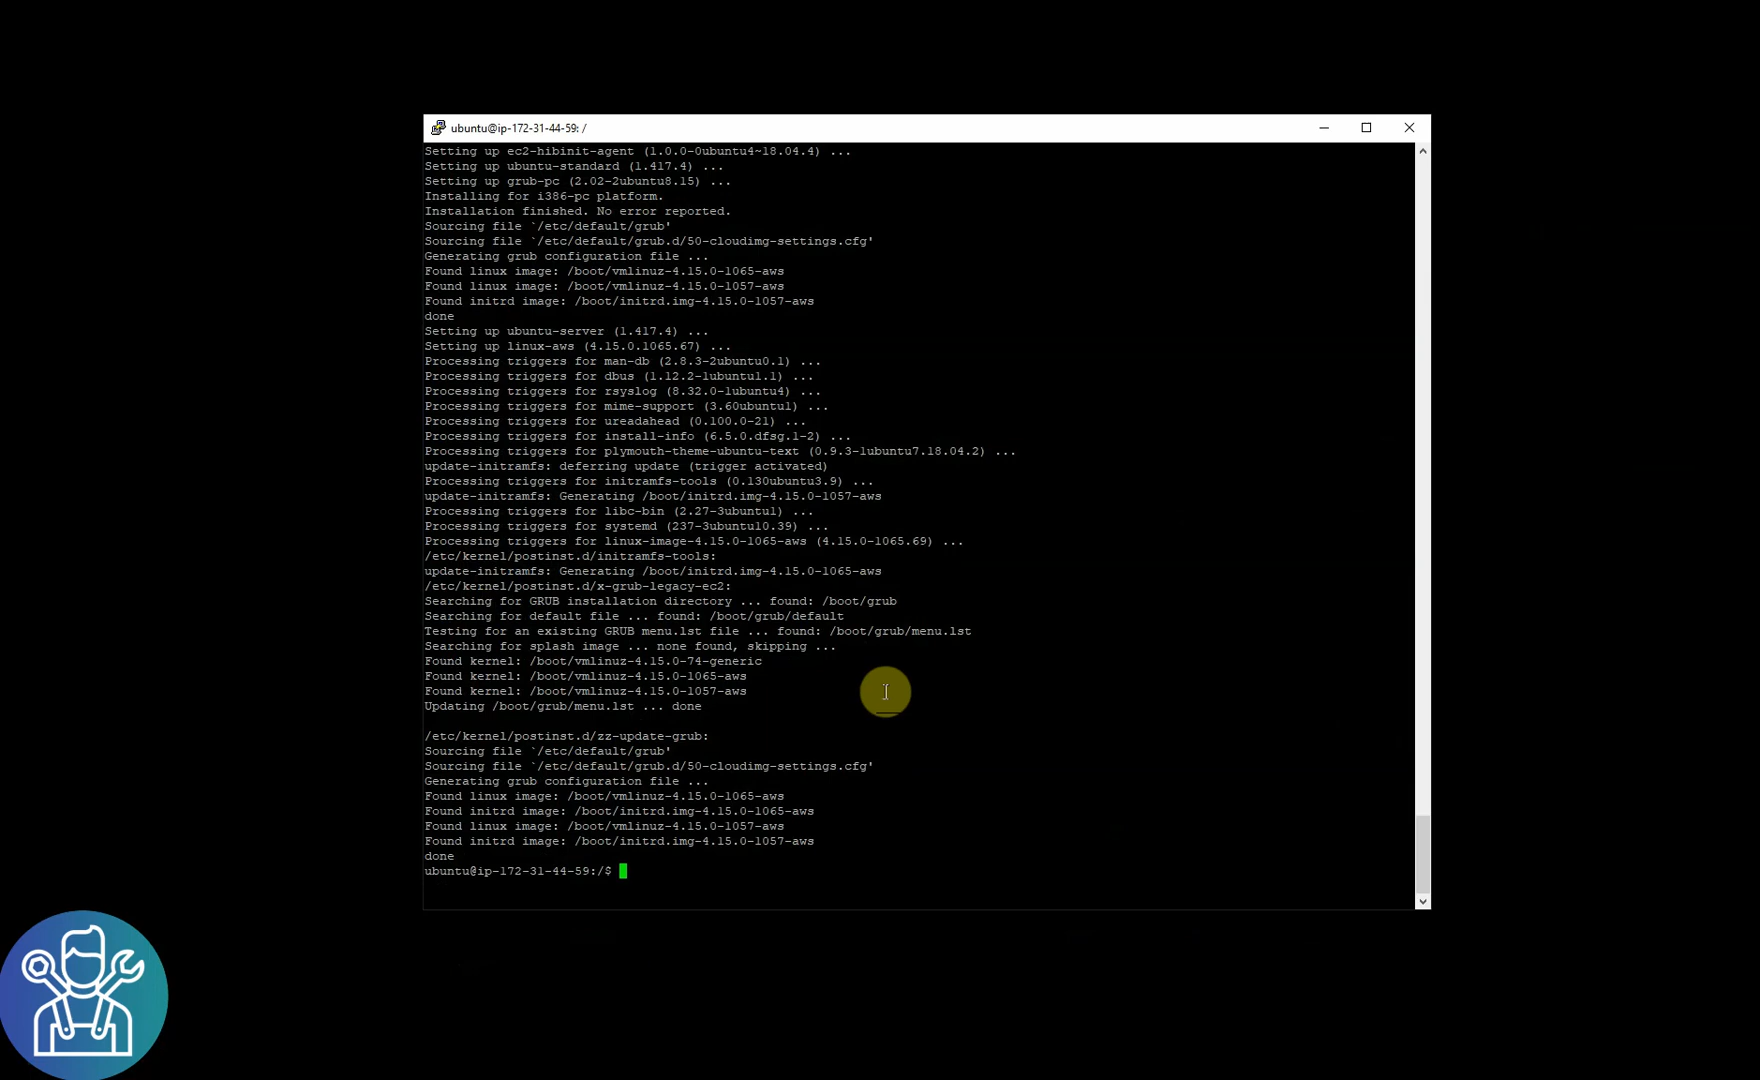 ubuntu@ip-172-31-44-59: /
Setting up ec2-hibinit-agent (1.0.0-0ubuntu4~18.04.4) ...
Setting up ubuntu-standard (1.417.4) ...
Setting up grub-pc (2.02-2ubuntu8.15) ...
Installing for i386-pc platform.
Installation finished. No error reported.
Sourcing file `/etc/default/grub'
Sourcing file `/etc/default/grub.d/50-cloudimg-settings.cfg'
Generating grub configuration file ...
Found linux image: /boot/vmlinuz-4.15.0-1065-aws
Found linux image: /boot/vmlinuz-4.15.0-1057-aws
Found initrd image: /boot/initrd.img-4.15.0-1057-aws
done
Setting up ubuntu-server (1.417.4) ...
Setting up linux-aws (4.15.0.1065.67) ...
Processing triggers for man-db (2.8.3-2ubuntu0.1) ...
Processing triggers for dbus (1.12.2-1ubuntu1.1) ...
Processing triggers for rsyslog (8.32.0-1ubuntu4) ...
Processing triggers for mime-support (3.60ubuntu1) ...
Processing triggers for ureadahead (0.100.0-21) ...
Processing triggers for install-info (6.5.0.dfsg.1-2) ...
Processing triggers for plymouth-theme-ubuntu-text (0.9.3-1ubuntu7.18.04.2) ...
update-initramfs: deferring update (trigger activated)
Processing triggers for initramfs-tools (0.130ubuntu3.9) ...
update-initramfs: Generating /boot/initrd.img-4.15.0-1057-aws
Processing triggers for libc-bin (2.27-3ubuntu1) ...
Processing triggers for systemd (237-3ubuntu10.39) ...
Processing triggers for linux-image-4.15.0-1065-aws (4.15.0-1065.69) ...
/etc/kernel/postinst.d/initramfs-tools:
update-initramfs: Generating /boot/initrd.img-4.15.0-1065-aws
/etc/kernel/postinst.d/x-grub-legacy-ec2:
Searching for GRUB installation directory ... found: /boot/grub
Searching for default file ... found: /boot/grub/default
Testing for an existing GRUB menu.lst file ... found: /boot/grub/menu.lst
Searching for splash image ... none found, skipping ...
Found kernel: /boot/vmlinuz-4.15.0-74-generic
Found kernel: /boot/vmlinuz-4.15.0-1065-aws
Found kernel: /boot/vmlinuz-4.15.0-1057-aws
Updating /boot/grub/menu.lst ... done
/etc/kernel/postinst.d/zz-update-grub:
Sourcing file `/etc/default/grub'
Sourcing file `/etc/default/grub.d/50-cloudimg-settings.cfg'
Generating grub configuration file ...
Found linux image: /boot/vmlinuz-4.15.0-1065-aws
Found initrd image: /boot/initrd.img-4.15.0-1065-aws
Found linux image: /boot/vmlinuz-4.15.0-1057-aws
Found initrd image: /boot/initrd.img-4.15.0-1057-aws
done
ubuntu@ip-172-31-44-59:/$